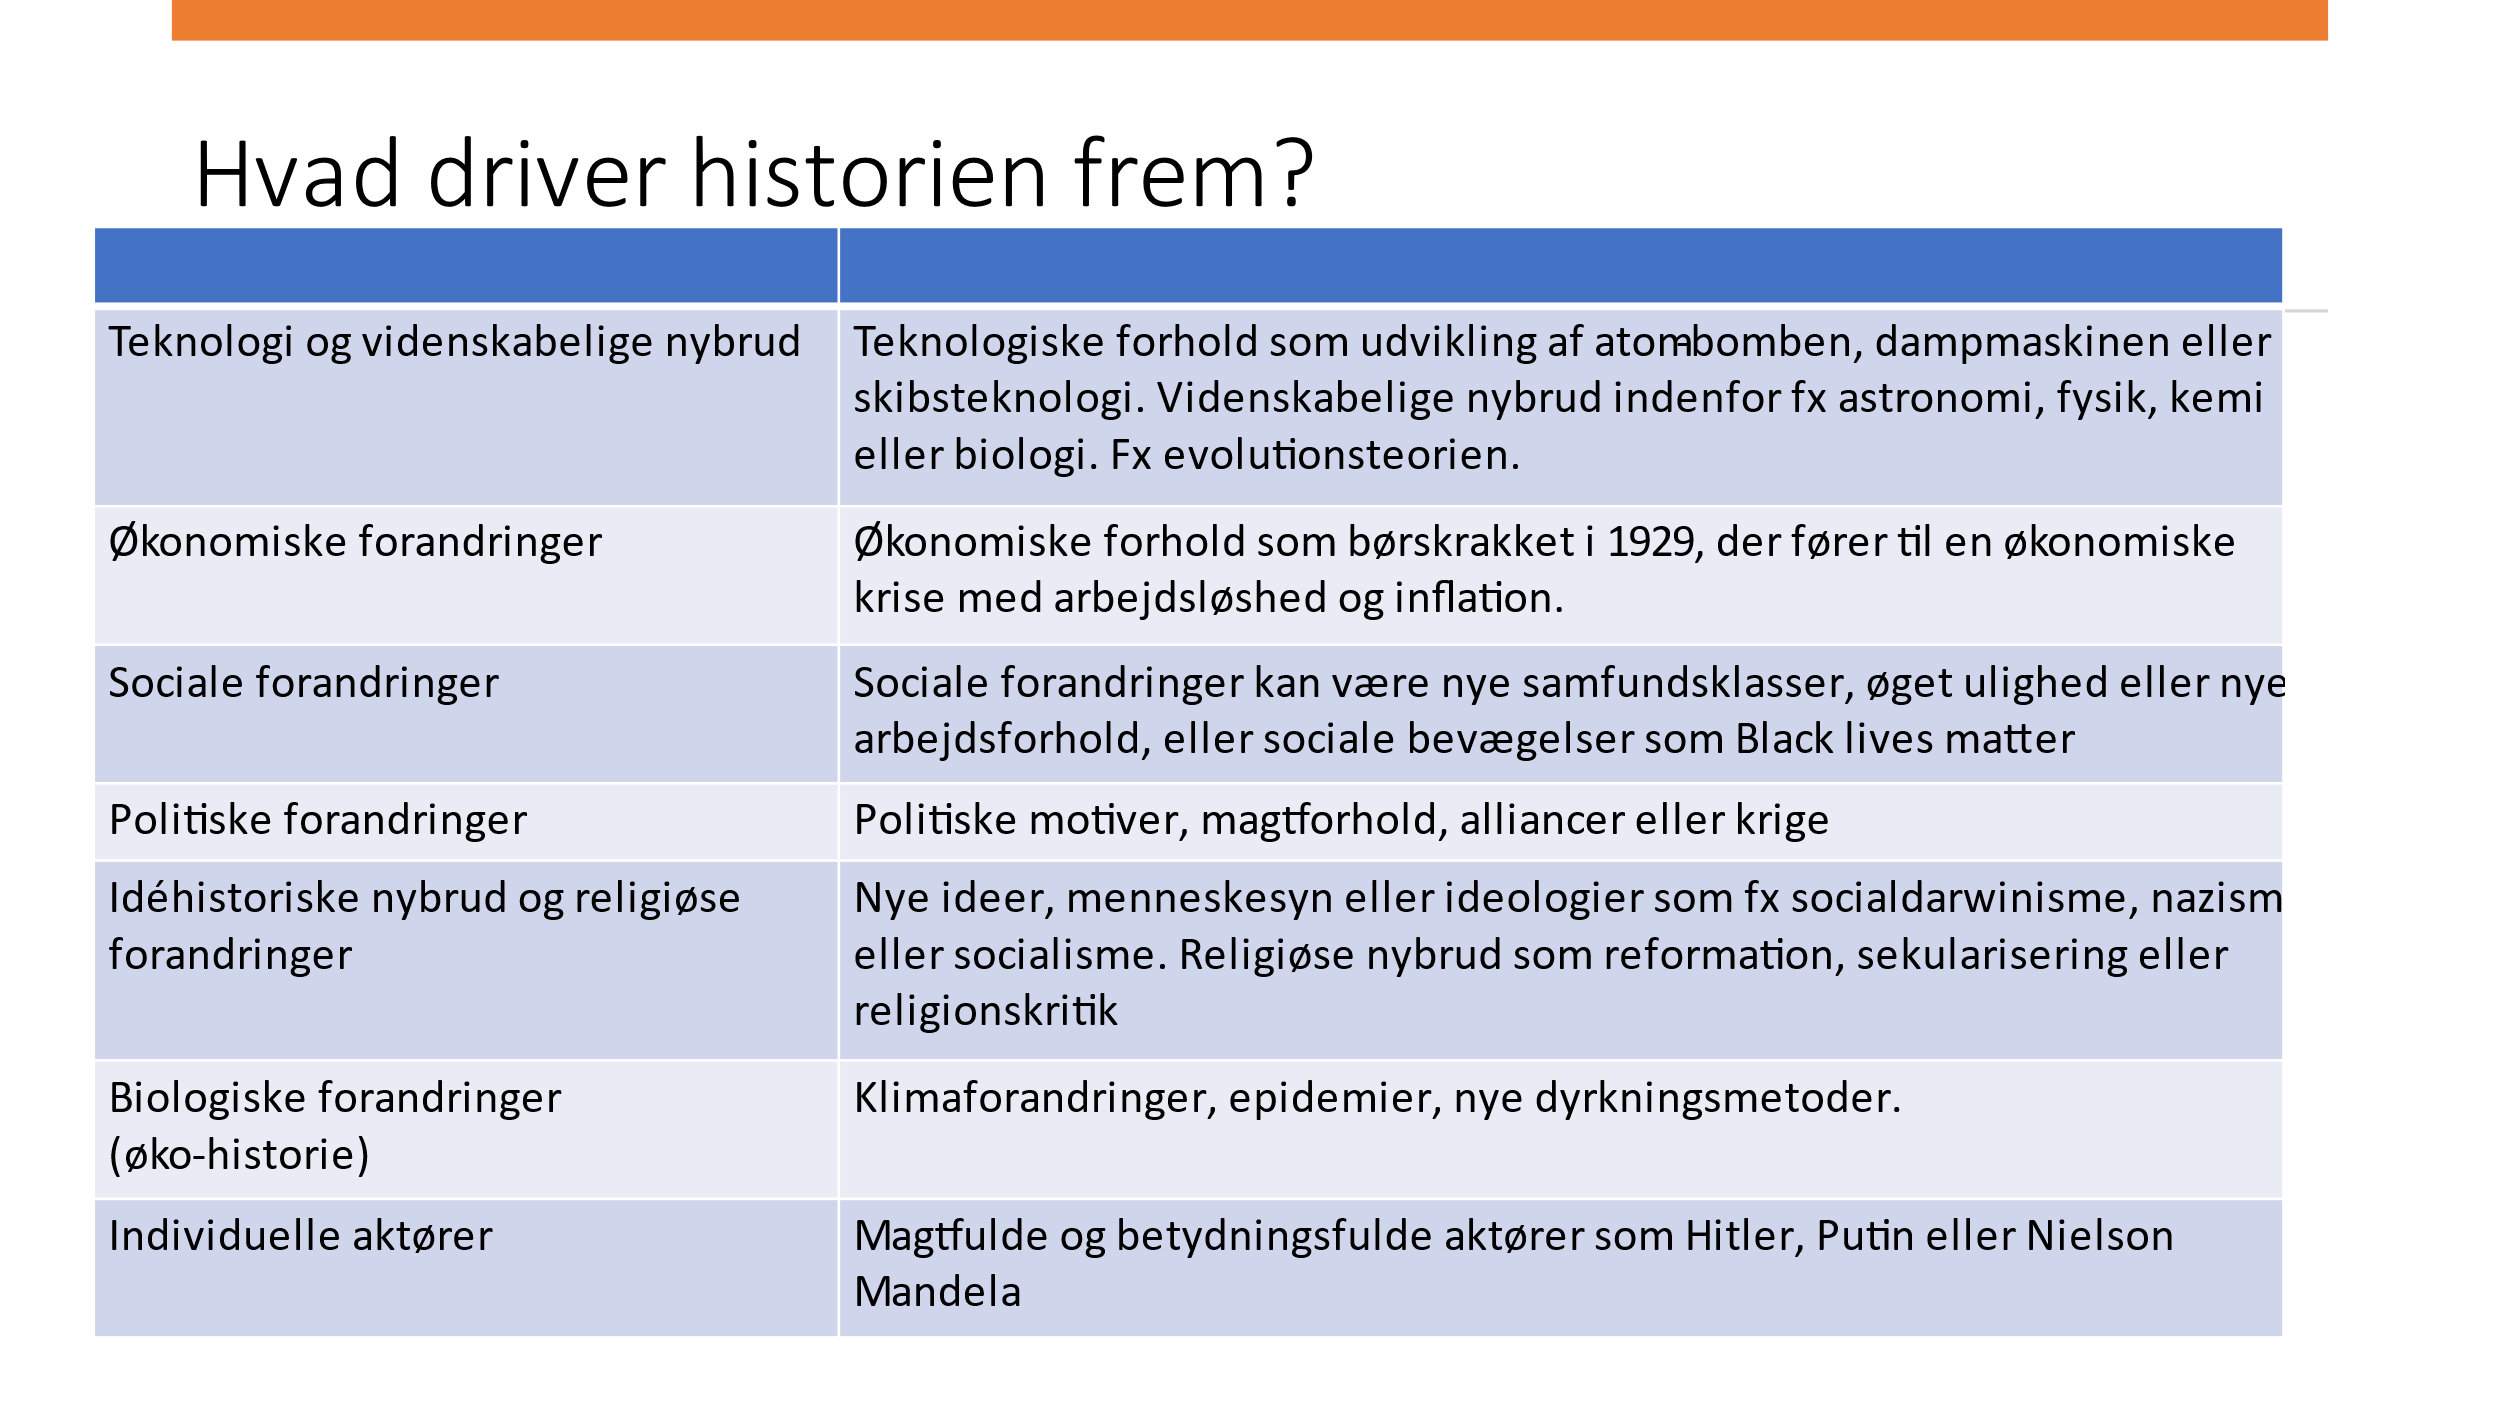 Hvad driver historien frem?
Teknologi og videnskabelige nybrud
Teknologiske forhold som udvikling af atom-bomben, dampmaskinen eller
skibsteknologi. Videnskabelige nybrud indenfor fx astronomi, fysik, kemi
eller biologi. Fx evolutionsteorien.
Økonomiske forandringer
Økonomiske forhold som børskrakket i 1929, der fører til en økonomiske
krise med arbejdsløshed og inflation.
Sociale forandringer
Sociale forandringer kan være nye samfundsklasser, øget ulighed eller nye
arbejdsforhold, eller sociale bevægelser som Black lives matter
Politiske forandringer
Politiske motiver, magtforhold, alliancer eller krige
Idéhistoriske nybrud og religiøse
forandringer
Nye ideer, menneskesyn eller ideologier som fx socialdarwinisme, nazism
eller socialisme. Religiøse nybrud som reformation, sekularisering eller
religionskritik
Biologiske forandringer
(øko-historie)
Klimaforandringer, epidemier, nye dyrkningsmetoder.
Individuelle aktører
Magtfulde og betydningsfulde aktører som Hitler, Putin eller Nielson
Mandela